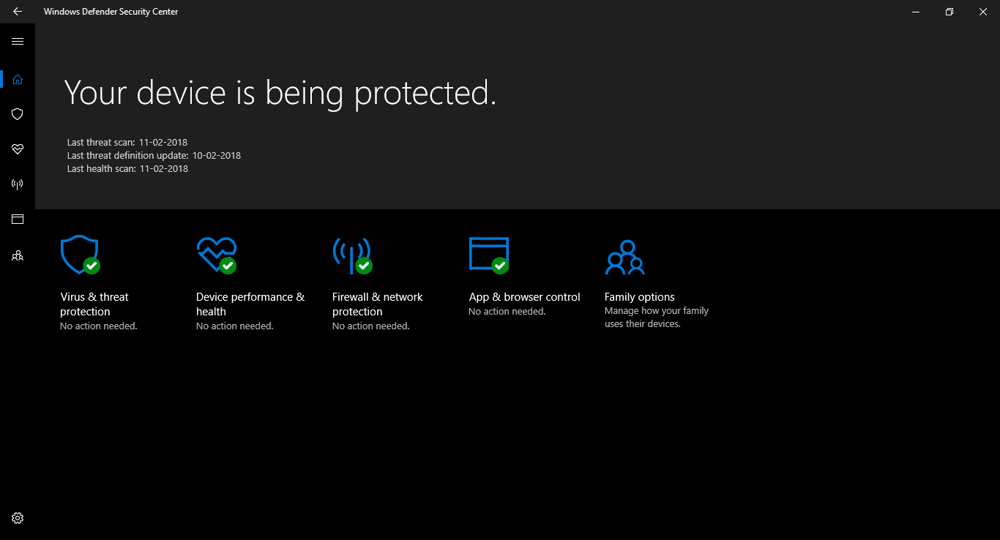 Windows Defender Security Center
Your device is being protected.
Last threat scan: 11-02-2018
Last threat definition update: 10-02-2018
Last health scan: 11-02-2018
Virus & threat
protection
No action needed.
Device performance &
health
No action needed.
Firewall & network
protection
No action needed.
App & browser control
No action needed.
Family options
Manage how your family
uses their devices.